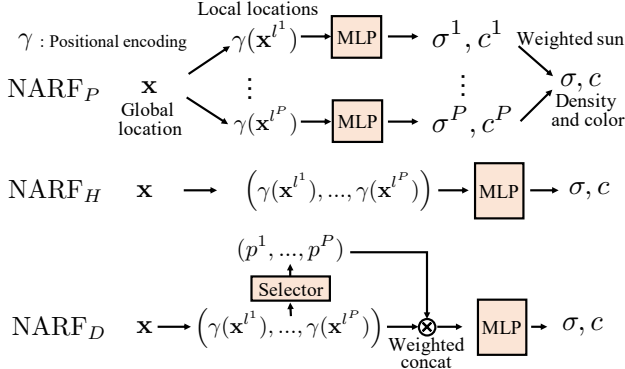 Local locations
γ : Positional encoding
γ(𝐱^{l^1}) MLP σ^1, c^1 Weighted sun
NARF_P 𝐱 ⋮ ⋮ σ, c
Global location
Density and color
γ(𝐱^{l^P}) MLP σ^P, c^P
NARF_H 𝐱 (γ(𝐱^{l^1}), ..., γ(𝐱^{l^P})) MLP σ, c
(p^1, ..., p^P)
Selector
NARF_D 𝐱 (γ(𝐱^{l^1}), ..., γ(𝐱^{l^P})) ⊗ MLP σ, c
Weighted
concat